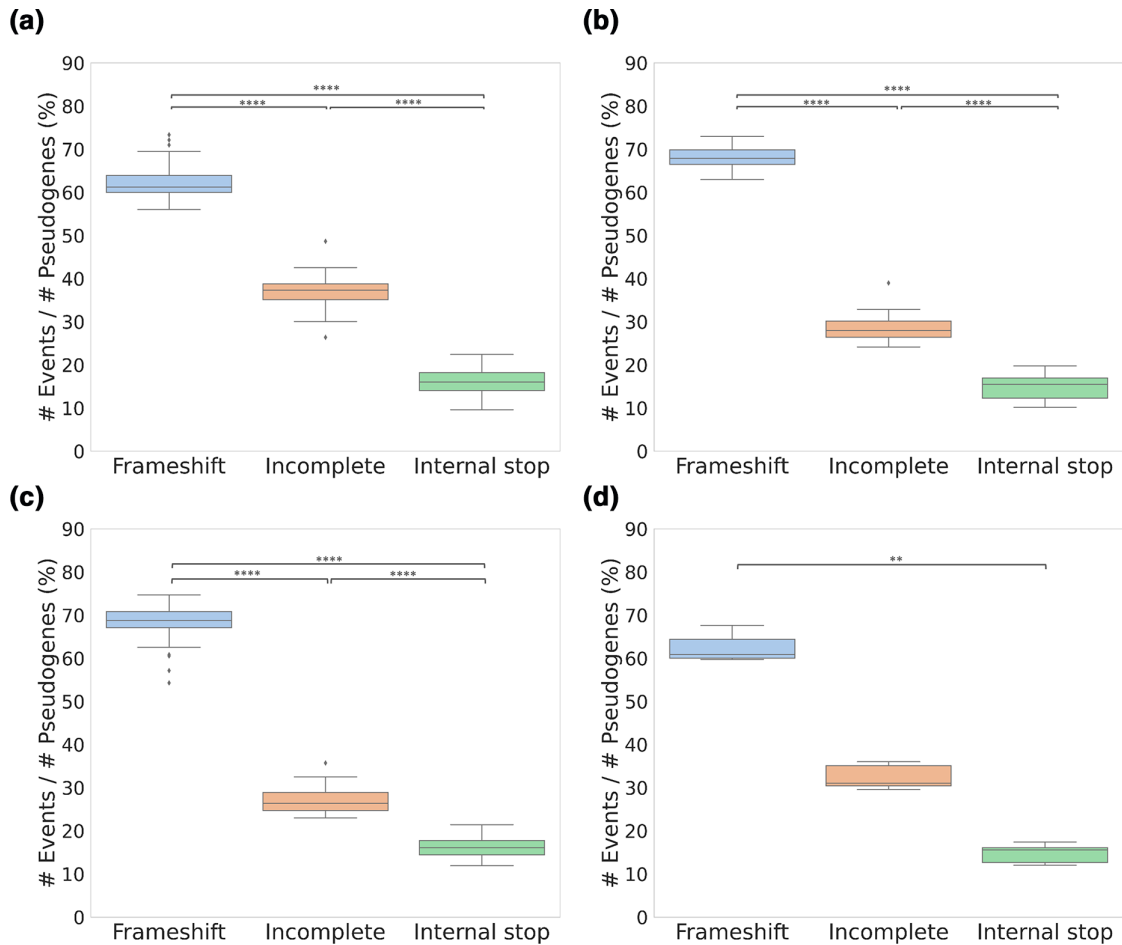 (a)
# Events / # Pseudogenes (%)
90
80
70
60
50
40
30
20
10
0
****
****
****
Frameshift
Incomplete
Internal stop
(b)
# Events / # Pseudogenes (%)
90
80
70
60
50
40
30
20
10
0
****
****
****
Frameshift
Incomplete
Internal stop
(c)
# Events / # Pseudogenes (%)
90
80
70
60
50
40
30
20
10
0
****
****
****
Frameshift
Incomplete
Internal stop
(d)
# Events / # Pseudogenes (%)
90
80
70
60
50
40
30
20
10
0
**
Frameshift
Incomplete
Internal stop